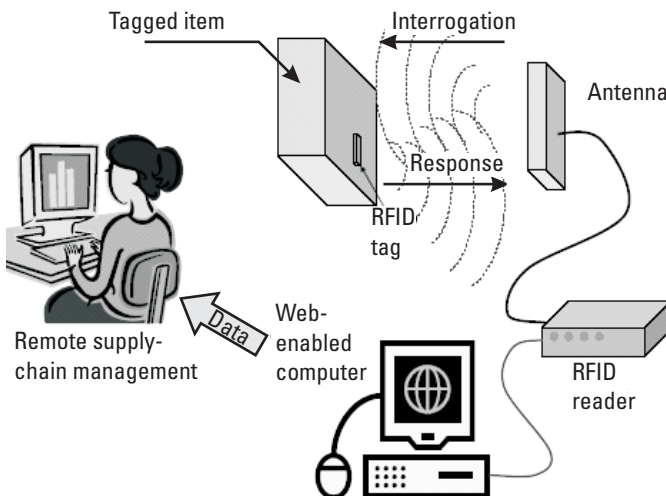 Tagged item
Interrogation
Antenna
Response
RFID
tag
Data
Web-
enabled
computer
Remote supply-
chain management
RFID
reader